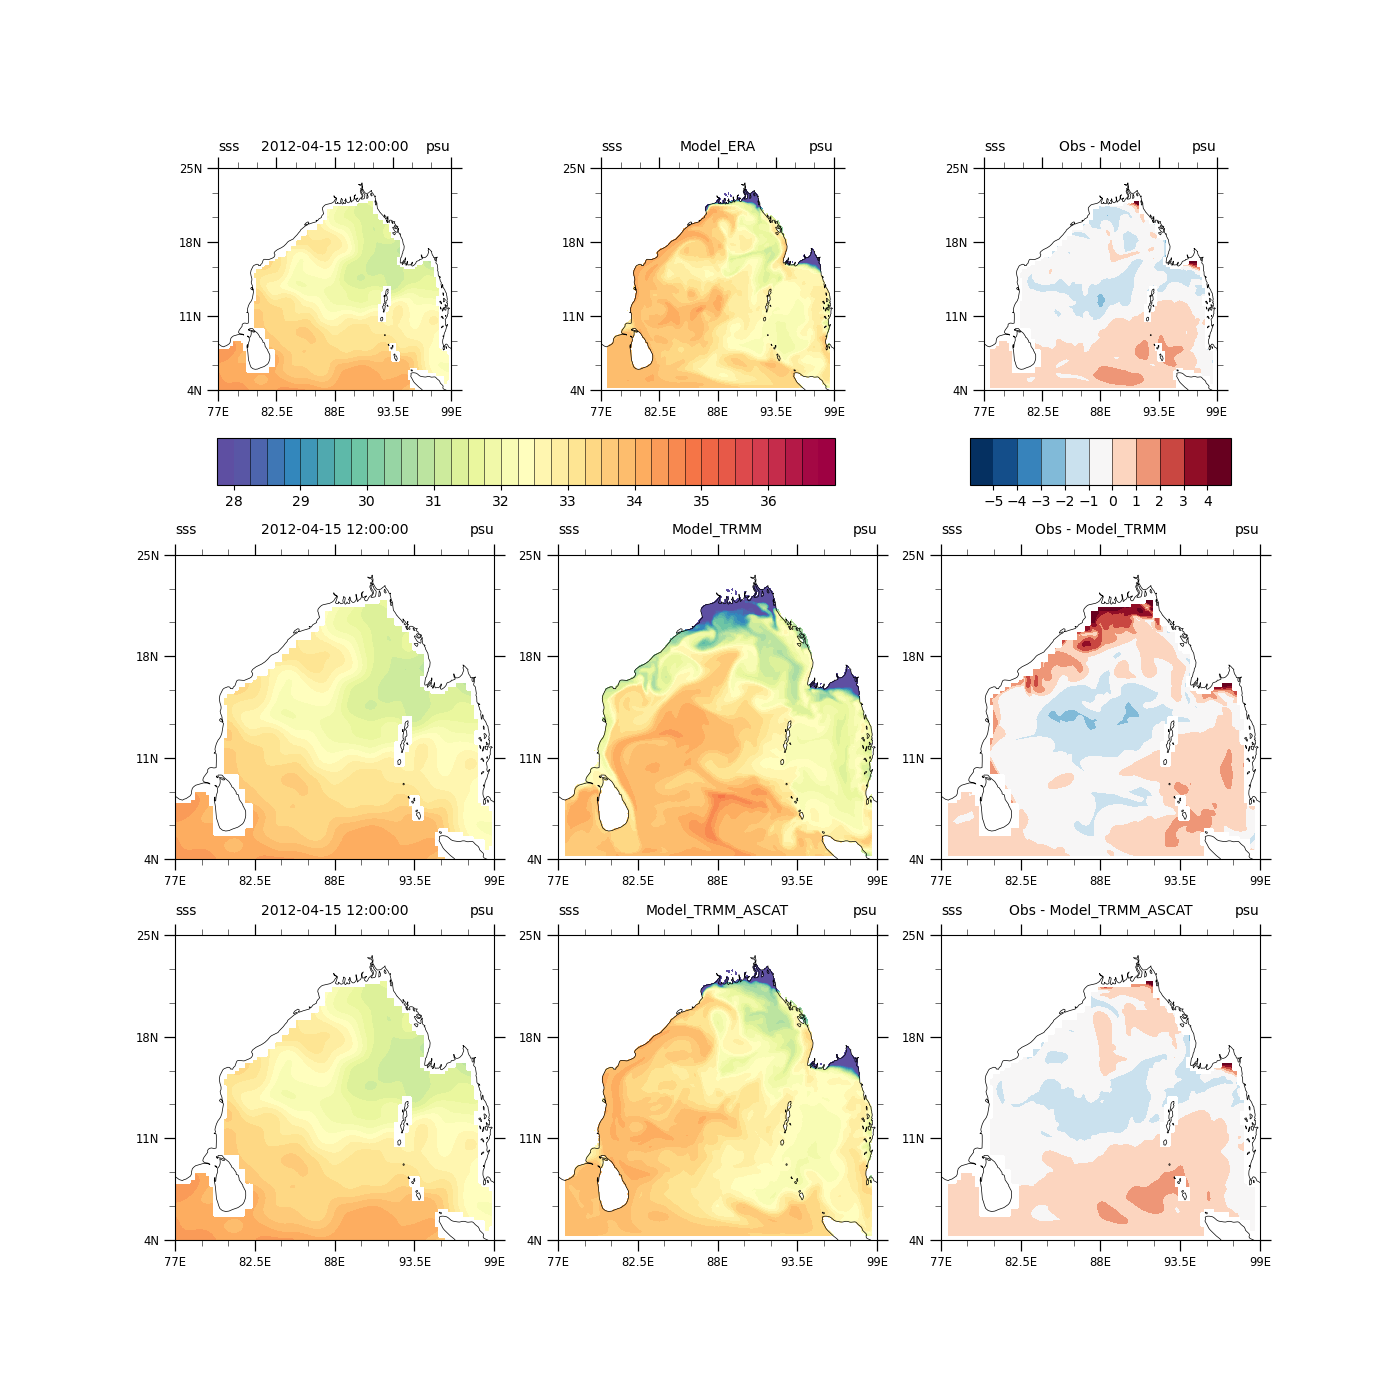 sss 2012-04-15 12:00:00 psu
sss Model_ERA psu
sss Obs - Model psu
25N
18N
11N
4N
77E 82.5E 88E 93.5E 99E
25N
18N
11N
4N
77E 82.5E 88E 93.5E 99E
25N
18N
11N
4N
77E 82.5E 88E 93.5E 99E
28 29 30 31 32 33 34 35 36
−5 −4 −3 −2 −1 0 1 2 3 4
sss 2012-04-15 12:00:00 psu
sss Model_TRMM psu
sss Obs - Model_TRMM psu
25N
18N
11N
4N
77E 82.5E 88E 93.5E 99E
25N
18N
11N
4N
77E 82.5E 88E 93.5E 99E
25N
18N
11N
4N
77E 82.5E 88E 93.5E 99E
sss 2012-04-15 12:00:00 psu
sss Model_TRMM_ASCAT psu
sss Obs - Model_TRMM_ASCAT psu
25N
18N
11N
4N
77E 82.5E 88E 93.5E 99E
25N
18N
11N
4N
77E 82.5E 88E 93.5E 99E
25N
18N
11N
4N
77E 82.5E 88E 93.5E 99E